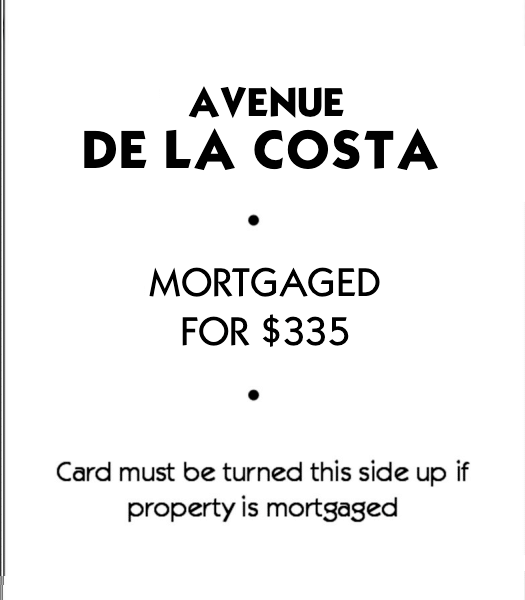 AVENUE
DE LA COSTA
•
MORTGAGED
FOR $335
•
Card must be turned this side up if
property is mortgaged